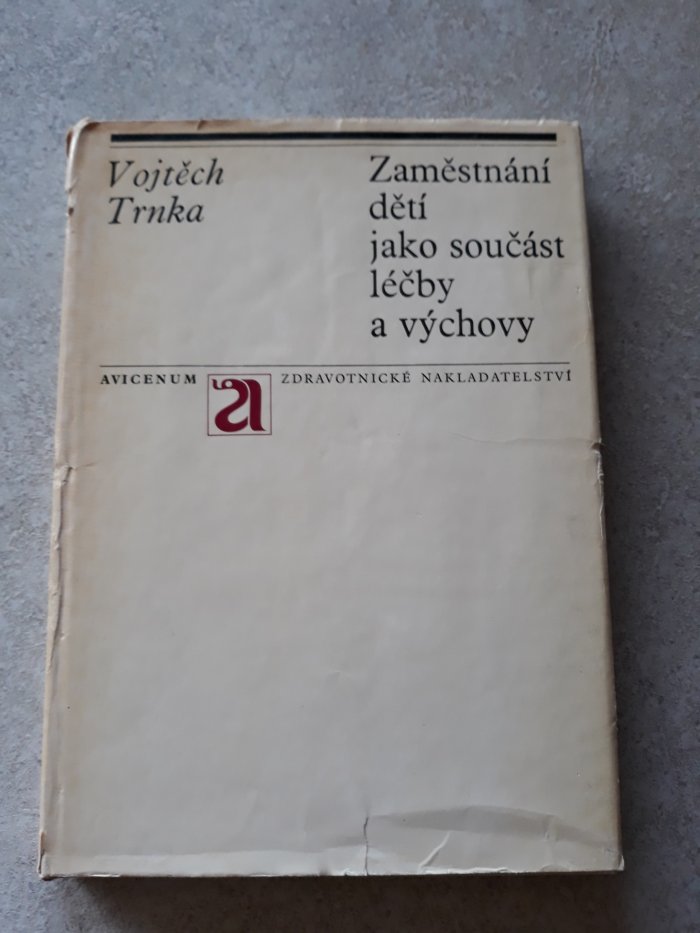 Vojtěch
Trnka
Zaměstnání
dětí
jako součást
léčby
a výchovy
AVICENUM
a
ZDRAVOTNICKÉ NAKLADATELSTVÍ